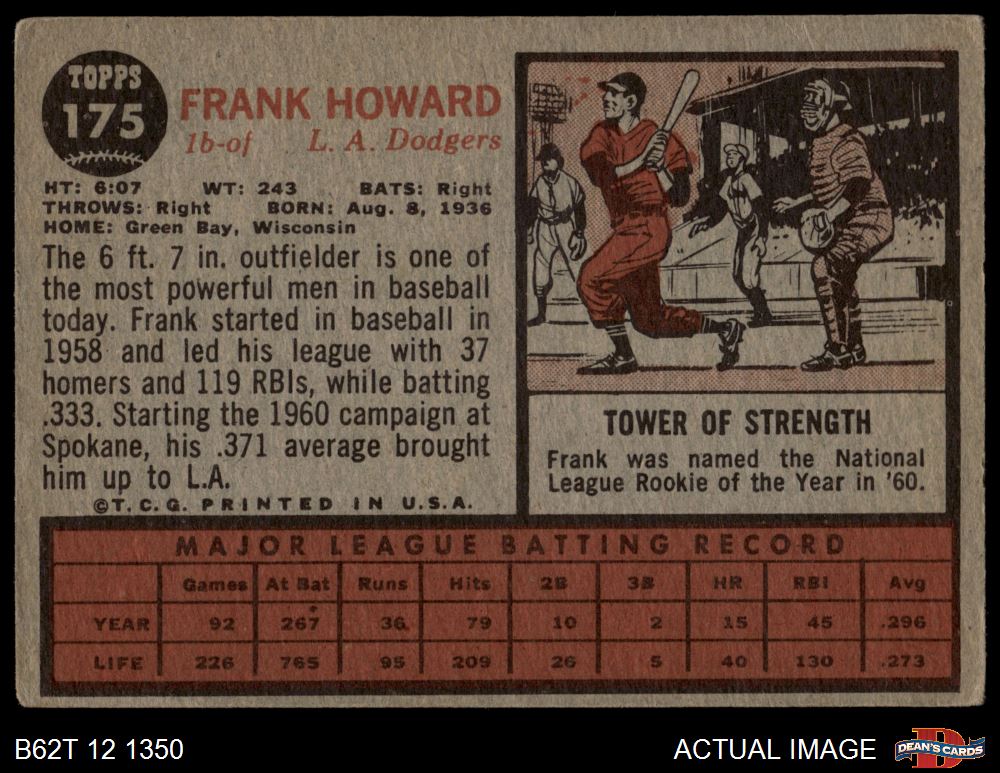 TOPPS
175
FRANK HOWARD
1b-of L. A. Dodgers
HT: 6:07 WT: 243 BATS: Right
THROWS: Right BORN: Aug. 8, 1936
HOME: Green Bay, Wisconsin
The 6 ft. 7 in. outfielder is one of
the most powerful men in baseball
today. Frank started in baseball in
1958 and led his league with 37
homers and 119 RBIs, while batting
.333. Starting the 1960 campaign at
Spokane, his .371 average brought
him up to L.A.
©T.C.G. PRINTED IN U.S.A.
TOWER OF STRENGTH
Frank was named the National
League Rookie of the Year in '60.
MAJOR LEAGUE BATTING RECORD
Games At Bat Runs Hits 2B 3B HR RBI Avg
YEAR 92 267 36 79 10 2 15 45 .296
LIFE 226 765 95 209 26 5 40 130 .273
B62T 12 1350
ACTUAL IMAGE
D
DEAN'S CARDS